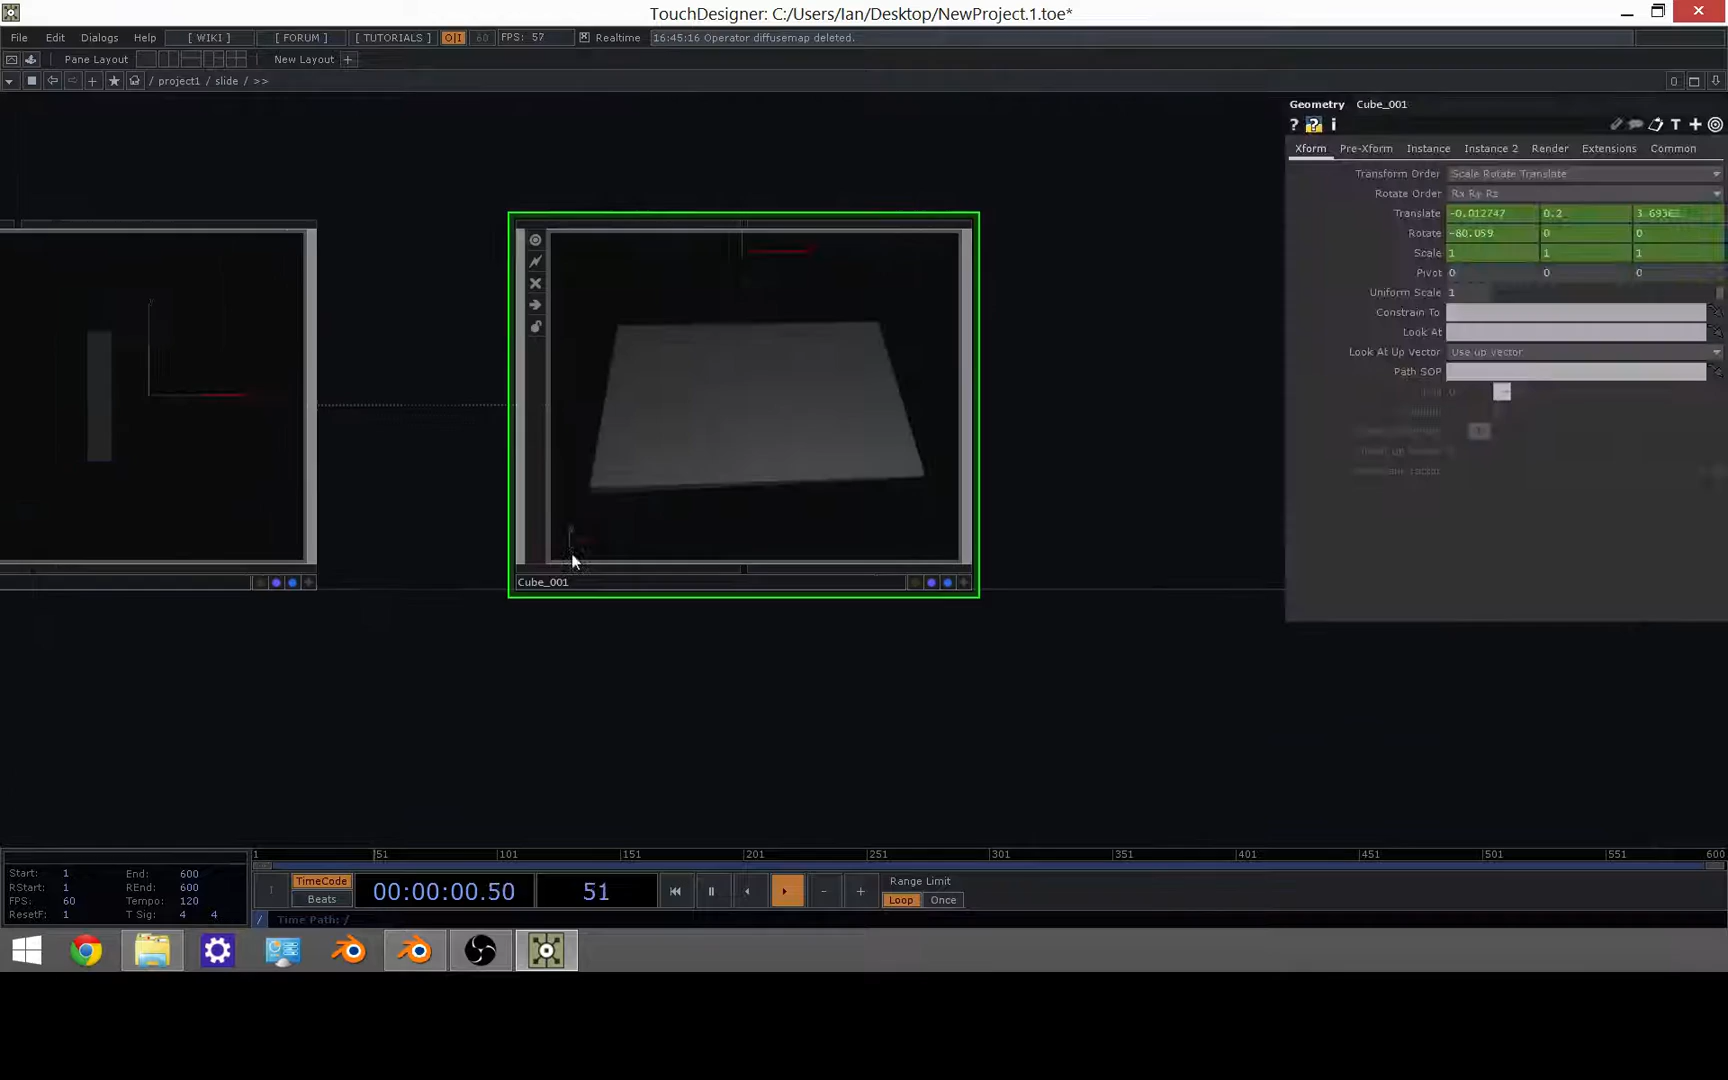 TouchDesigner: C:/Users/Ian/Desktop/NewProject.1.toe*
File Edit Dialogs Help [ WIKI ] [ FORUM ] [ TUTORIALS ] O|I 60 FPS: 57 Realtime 16:45:16 Operator diffusemap deleted.
Pane Layout New Layout +
/ project1 / slide / >> 0
Geometry Cube_001
? ? i T
Xform Pre-Xform Instance Instance 2 Render Extensions Common
Transform Order Scale Rotate Translate
Rotate Order Rx Ry Rz
Translate -0.012747 0.2
Rotate -80.059 0 0
Scale 1 1 1
Pivot 0 0 0
Uniform Scale 1
Constrain To
Look At
Look At Up Vector Use up vector
Path SOP
Cube_001
1 51 101 151 201 251 301 351 401 451 501 551 600
Start: 1 End: 600
RStart: 1 REnd: 600
FPS: 60 Tempo: 120
ResetF: 1 T Sig: 4 4
TimeCode
Beats
00:00:00.50 51
Range Limit
Loop Once
/ Time Path: /